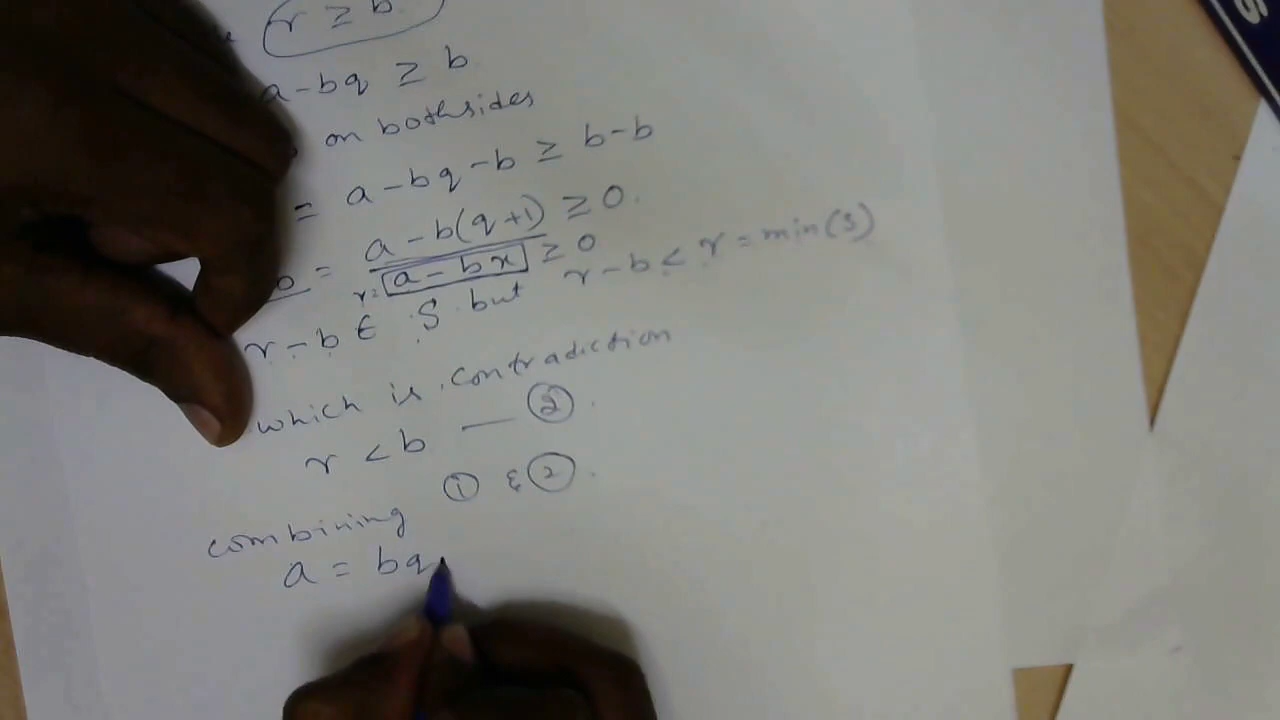 r ≥ b
a - bq ≥ b
on bothsides
= a - bq - b ≥ b - b
b = a - b(q+1) ≥ 0.
r = a - bx ≥ 0
r - b ∈ S but r - b < r = min(S)
which is contradiction
r < b — ②.
combining ① & ②.
a = bq
S